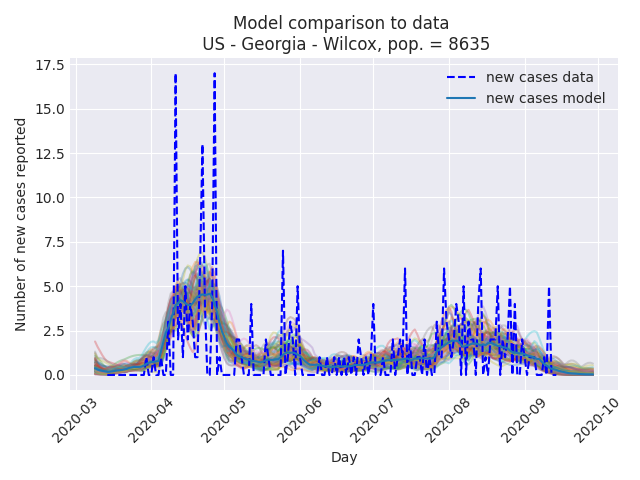 Model comparison to data
US - Georgia - Wilcox, pop. = 8635
new cases data
new cases model
Number of new cases reported
17.5
15.0
12.5
10.0
7.5
5.0
2.5
0.0
2020-03
2020-04
2020-05
2020-06
2020-07
2020-08
2020-09
2020-10
Day